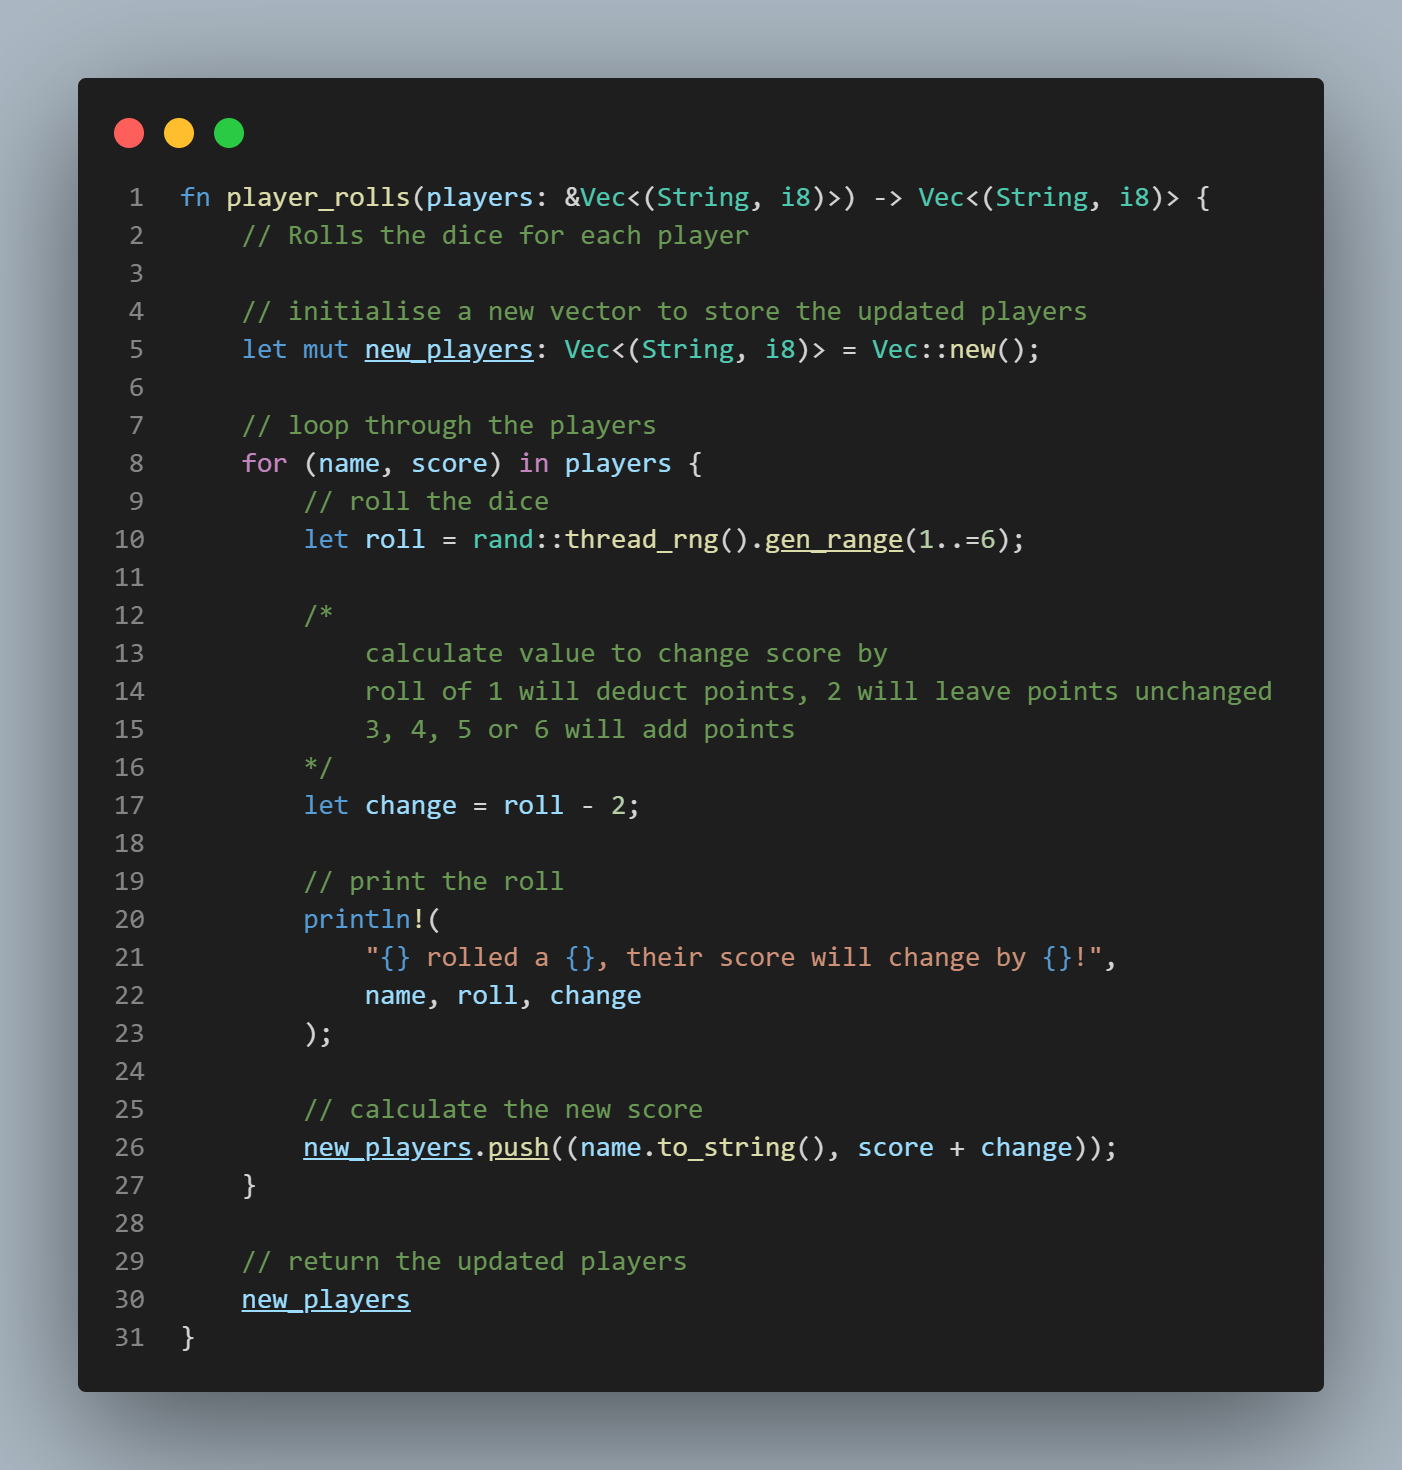 1 fn player_rolls(players: &Vec<(String, i8)>) -> Vec<(String, i8)> {
2     // Rolls the dice for each player
3
4     // initialise a new vector to store the updated players
5     let mut new_players: Vec<(String, i8)> = Vec::new();
6
7     // loop through the players
8     for (name, score) in players {
9         // roll the dice
10         let roll = rand::thread_rng().gen_range(1..=6);
11
12         /*
13             calculate value to change score by
14             roll of 1 will deduct points, 2 will leave points unchanged
15             3, 4, 5 or 6 will add points
16         */
17         let change = roll - 2;
18
19         // print the roll
20         println!(
21             "{} rolled a {}, their score will change by {}!",
22             name, roll, change
23         );
24
25         // calculate the new score
26         new_players.push((name.to_string(), score + change));
27     }
28
29     // return the updated players
30     new_players
31 }